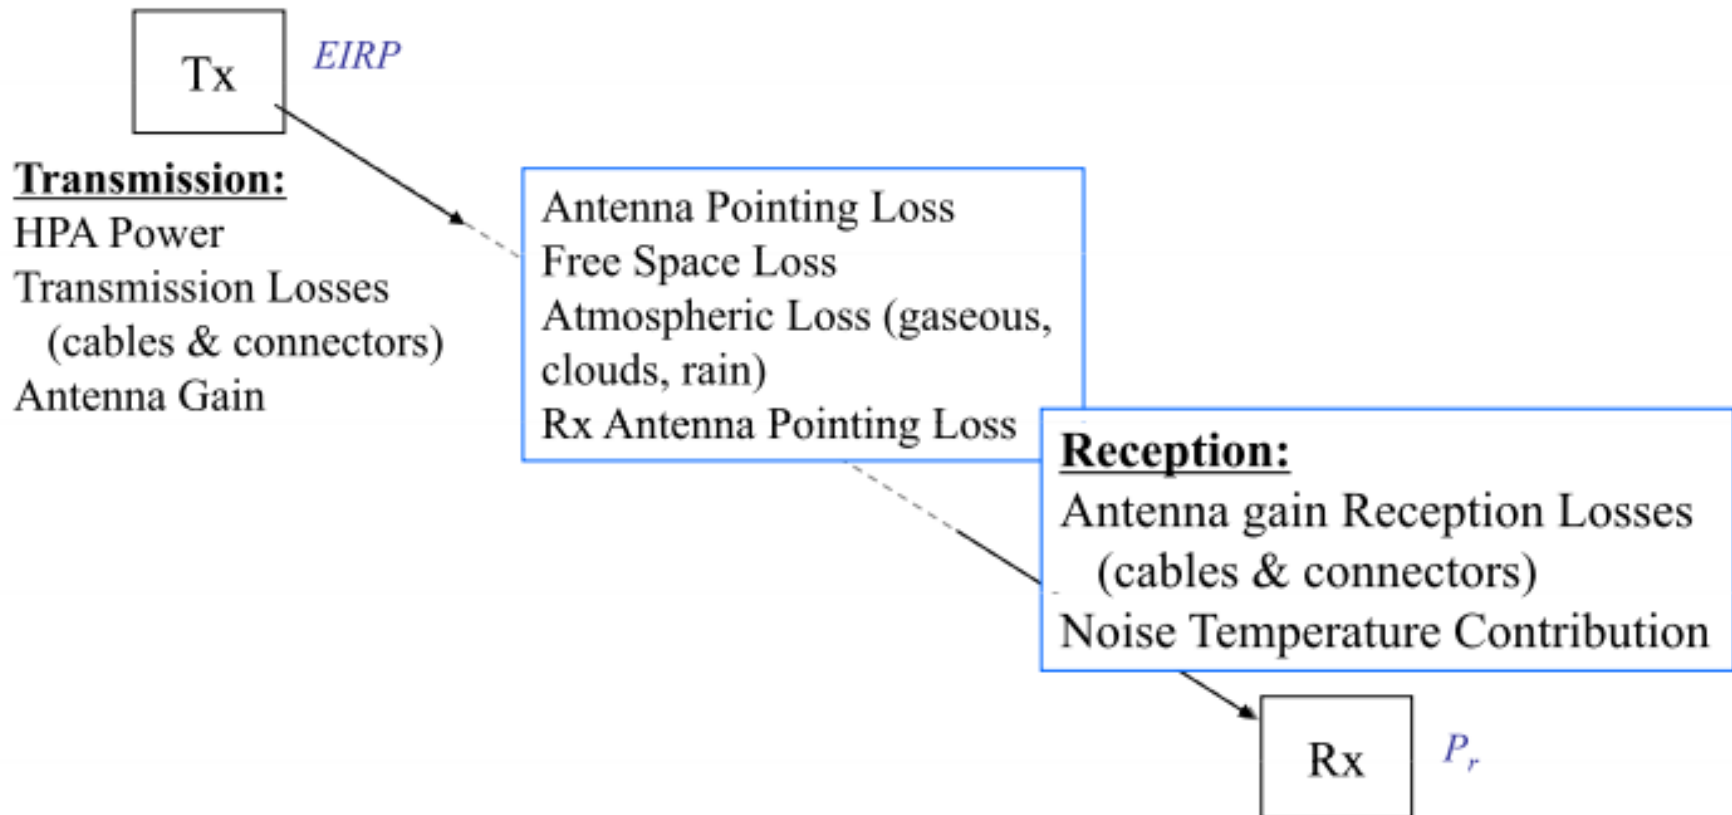 Tx
EIRP
Transmission:
HPA Power
Transmission Losses
(cables & connectors)
Antenna Gain
Antenna Pointing Loss
Free Space Loss
Atmospheric Loss (gaseous,
clouds, rain)
Rx Antenna Pointing Loss
Reception:
Antenna gain Reception Losses
(cables & connectors)
Noise Temperature Contribution
Rx
Pr